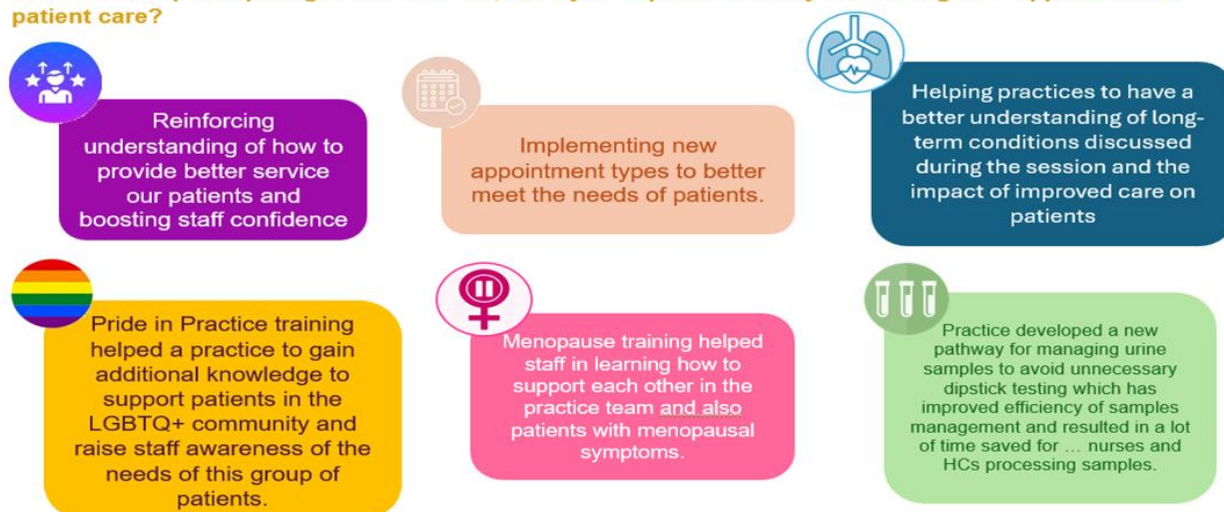 patient care?
Reinforcing
understanding of how to
provide better service
our patients and
boosting staff confidence
Implementing new
appointment types to better
meet the needs of patients.
Helping practices to have a
better understanding of long-
term conditions discussed
during the session and the
impact of improved care on
patients
Pride in Practice training
helped a practice to gain
additional knowledge to
support patients in the
LGBTQ+ community and
raise staff awareness of the
needs of this group of
patients.
Menopause training helped
staff in learning how to
support each other in the
practice team and also
patients with menopausal
symptoms.
Practice developed a new
pathway for managing urine
samples to avoid unnecessary
dipstick testing which has
improved efficiency of samples
management and resulted in a lot
of time saved for … nurses and
HCs processing samples.